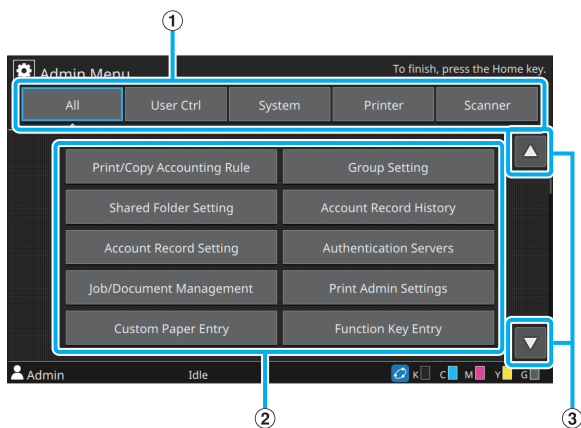 ①
Admin Menu To finish, press the Home key.
All User Ctrl System Printer Scanner
Print/Copy Accounting Rule Group Setting
Shared Folder Setting Account Record History
Account Record Setting Authentication Servers
Job/Document Management Print Admin Settings
Custom Paper Entry Function Key Entry
Admin Idle K C M Y G
② ③